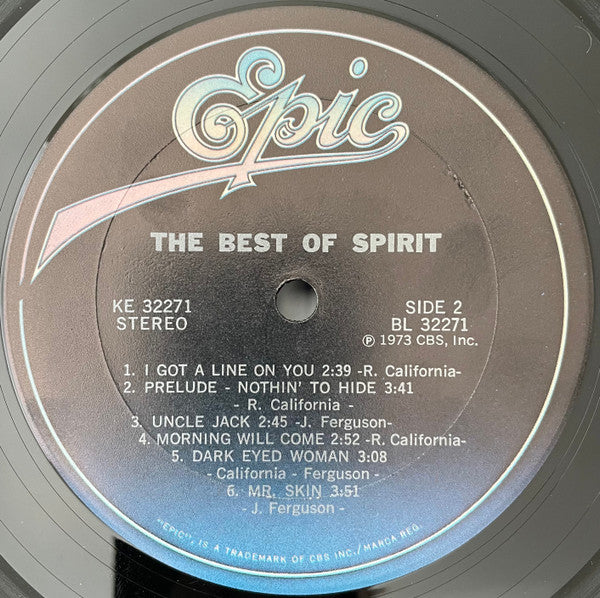 Epic
THE BEST OF SPIRIT
KE 32271
STEREO
SIDE 2
BL 32271
℗ 1973 CBS, Inc.
1. I GOT A LINE ON YOU 2:39 -R. California-
2. PRELUDE - NOTHIN' TO HIDE 3:41
- R. California -
3. UNCLE JACK 2:45 -J. Ferguson-
4. MORNING WILL COME 2:52 -R. California-
5. DARK EYED WOMAN 3:08
- California - Ferguson -
6. MR. SKIN 3:51
- J. Ferguson -
"EPIC", IS A TRADEMARK OF CBS INC./MARCA REG.